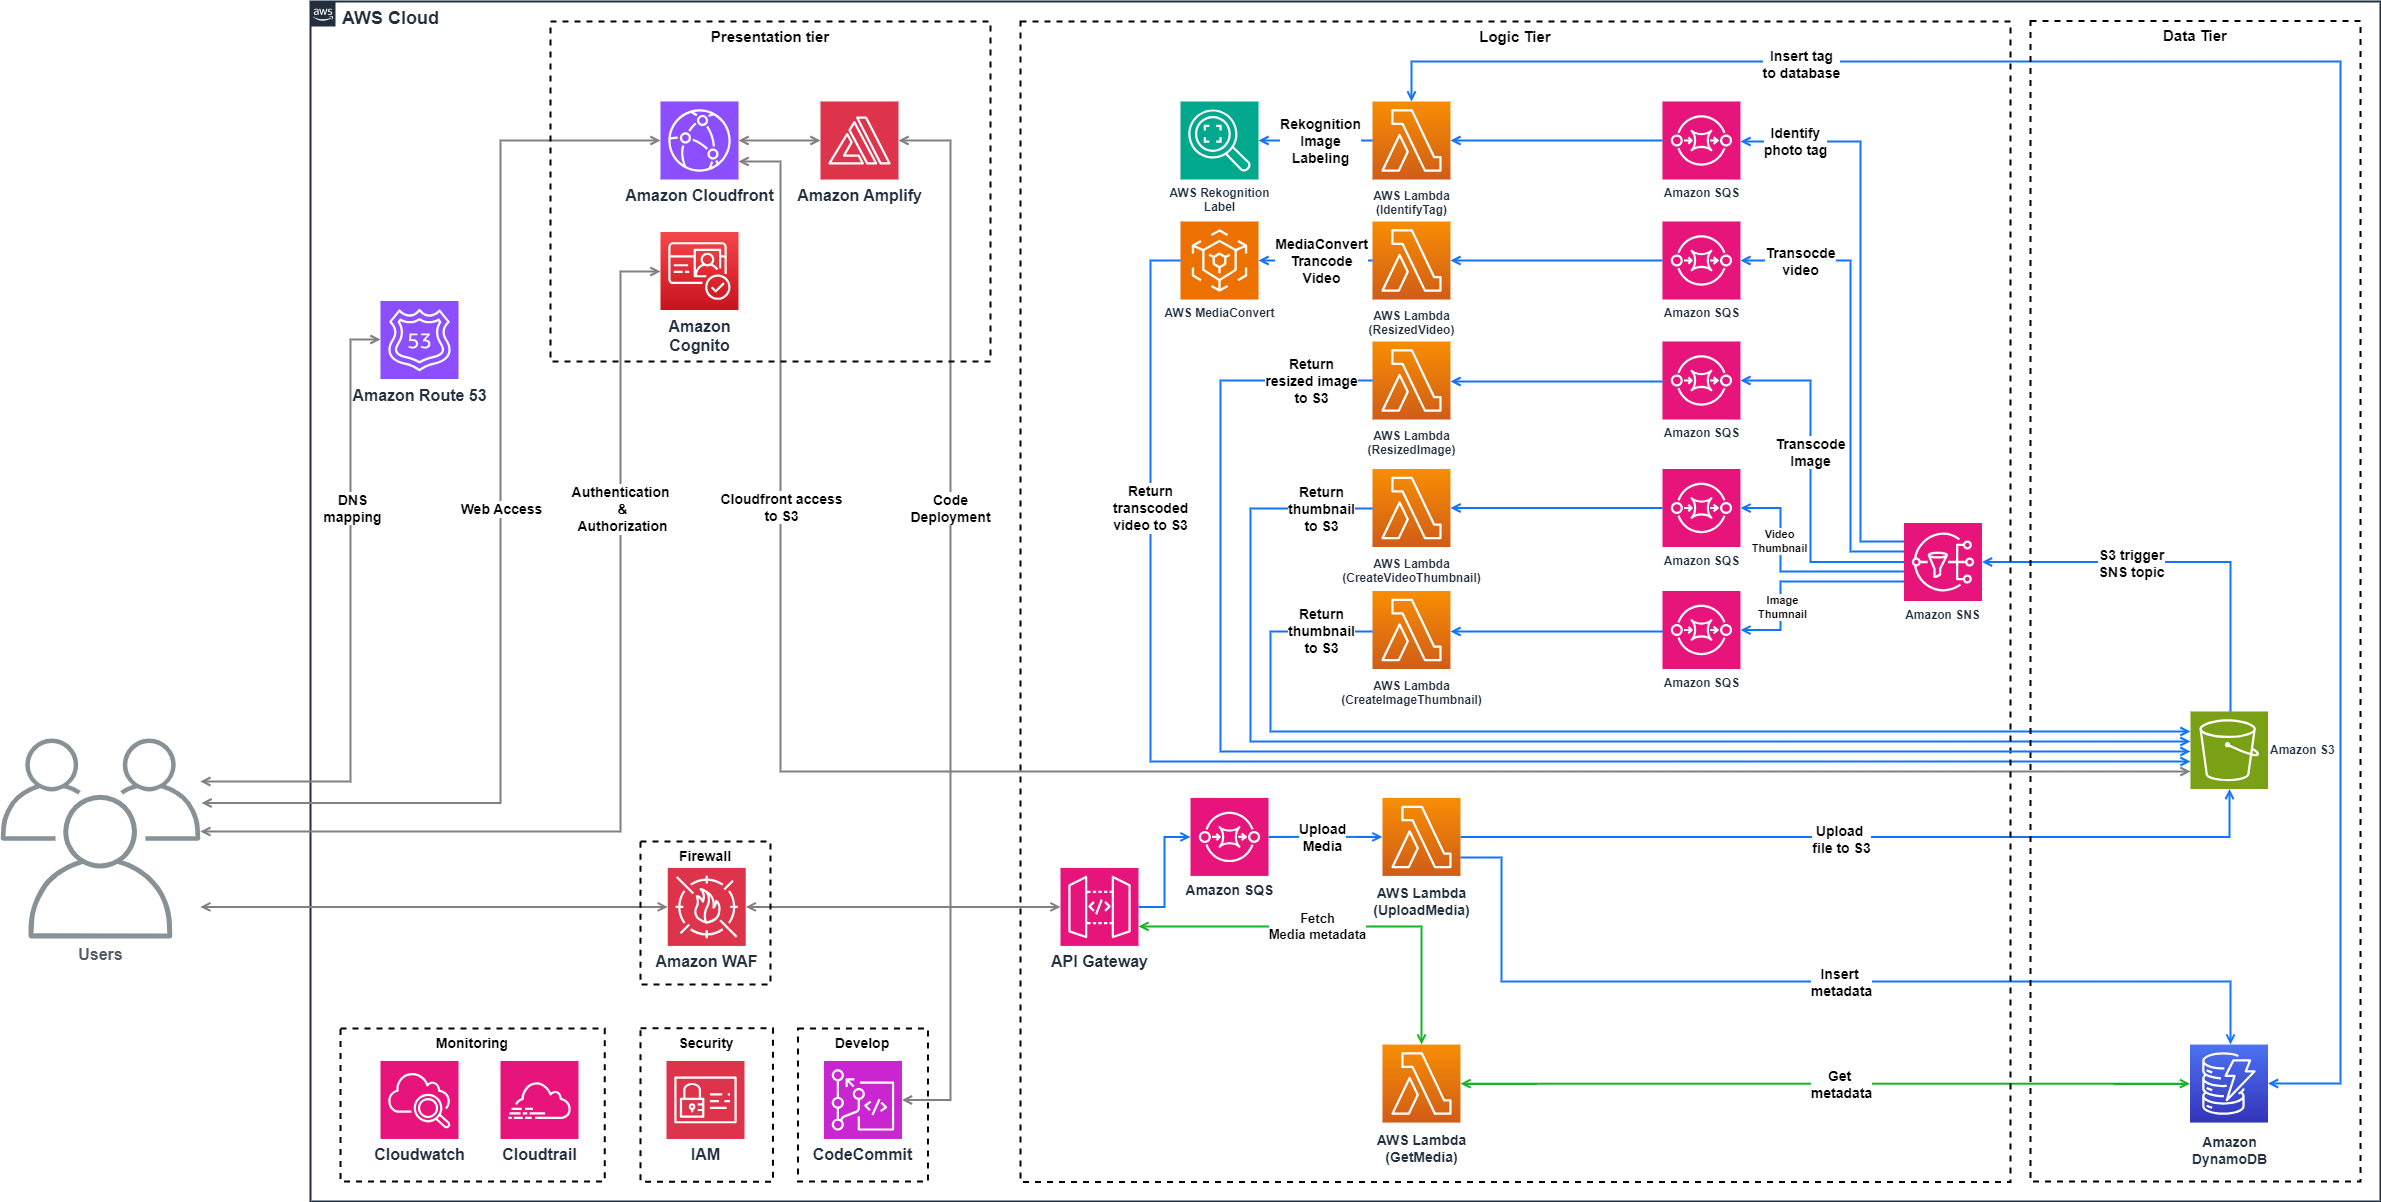 aws
AWS Cloud
Presentation tier
Amazon Cloudfront
Amazon Amplify
Amazon
Cognito
53
Amazon Route 53
DNS
mapping
Web Access
Authentication
&
Authorization
Cloudfront access
to S3
Code
Deployment
Users
Firewall
Amazon WAF
Monitoring
Cloudwatch
Cloudtrail
Security
IAM
Develop
</>
CodeCommit
Logic Tier
Insert tag
to database
AWS Rekognition
Label
Rekognition
Image
Labeling
AWS Lambda
(IdentifyTag)
Amazon SQS
Identify
photo tag
AWS MediaConvert
MediaConvert
Trancode
Video
AWS Lambda
(ResizedVideo)
Amazon SQS
Transocde
video
Return
resized image
to S3
AWS Lambda
(ResizedImage)
Amazon SQS
Transcode
Image
Return
transcoded
video to S3
Return
thumbnail
to S3
AWS Lambda
(CreateVideoThumbnail)
Amazon SQS
Video
Thumbnail
Return
thumbnail
to S3
AWS Lambda
(CreateImageThumbnail)
Amazon SQS
Image
Thumnail
Amazon SNS
</>
API Gateway
Amazon SQS
Upload
Media
AWS Lambda
(UploadMedia)
Upload
file to S3
Fetch
Media metadata
Insert
metadata
AWS Lambda
(GetMedia)
Get
metadata
Data Tier
S3 trigger
SNS topic
Amazon S3
Amazon
DynamoDB